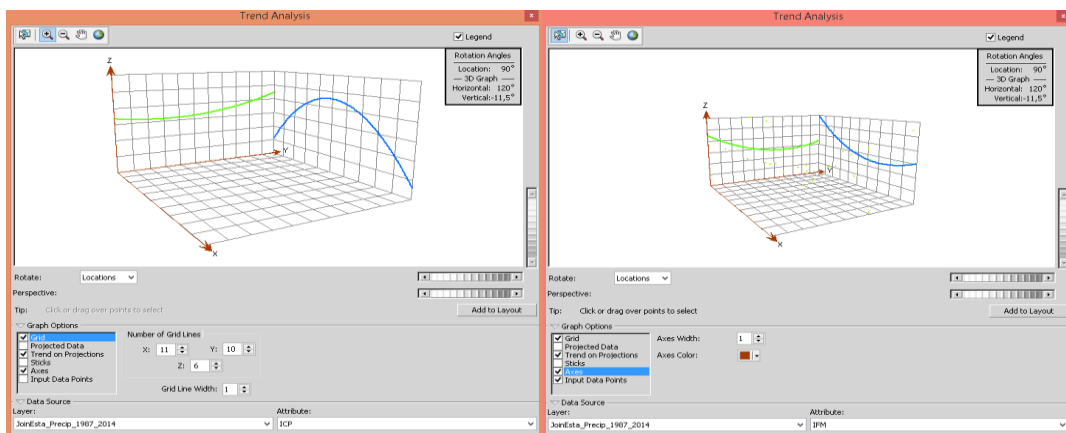 Trend Analysis
x
Legend
Rotation Angles
Location: 90°
— 3D Graph —
Horizontal: 120°
Vertical:-11,5°
Z
Y
X
Rotate: Locations
Perspective:
Tip: Click or drag over points to select
Add to Layout
Graph Options
Grid
Projected Data
Trend on Projections
Sticks
Axes
Input Data Points
Number of Grid Lines
X: 11 Y: 10
Z: 6
Grid Line Width: 1
Data Source
Layer: Attribute:
JoinEsta_Precip_1987_2014 ICP
Trend Analysis
x
Legend
Rotation Angles
Location: 90°
— 3D Graph —
Horizontal: 120°
Vertical:-11,5°
Z
Y
X
Rotate: Locations
Perspective:
Tip: Click or drag over points to select
Add to Layout
Graph Options
Grid
Projected Data
Trend on Projections
Sticks
Axes
Input Data Points
Axes Width: 1
Axes Color:
Data Source
Layer: Attribute:
JoinEsta_Precip_1987_2014 IFM